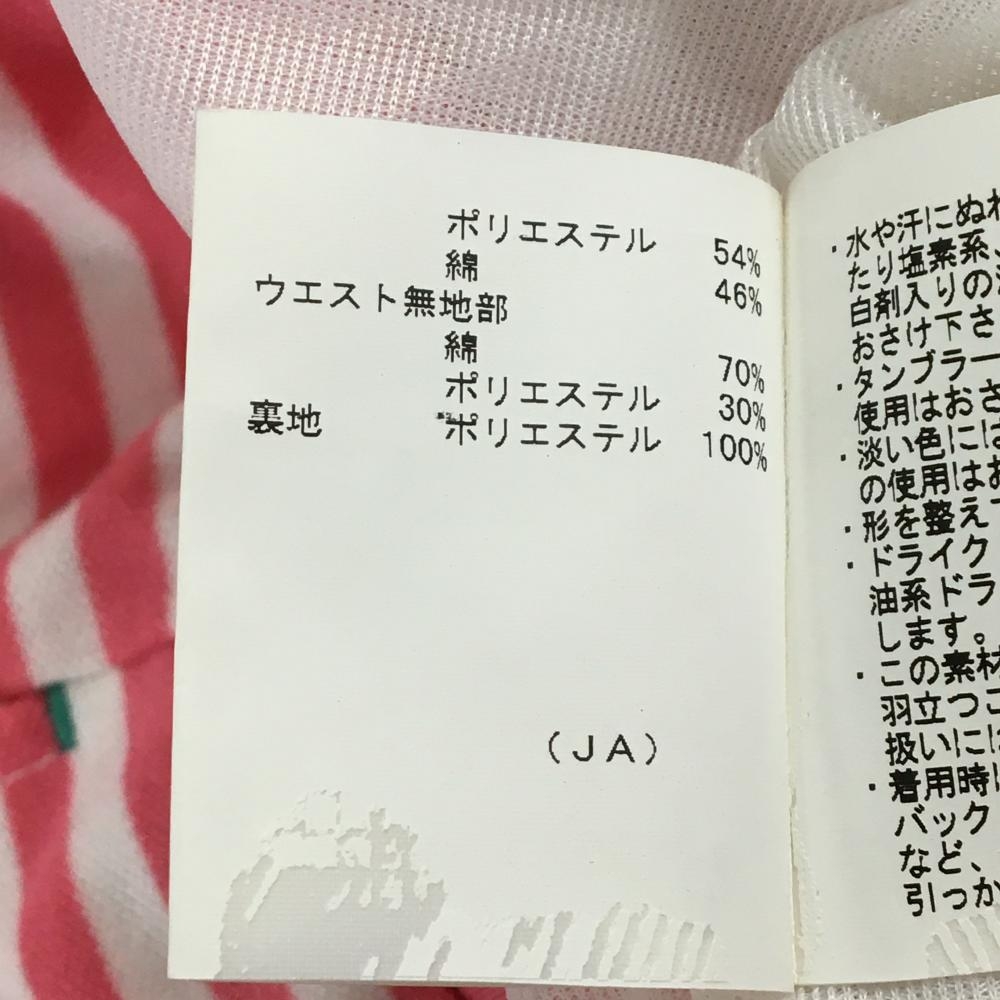 ポリエステル 54%
綿 46%
ウエスト無地部
綿 70%
ポリエステル 30%
裏地 ポリエステル 100%
(JA)
・水や汗にぬれ
たり塩素系、
白剤入りの
おさけ下さ
・タンブラー
使用はおさ
・淡い色には
の使用はお
・形を整えて
・ドライク
油系ドラ
します。
・この素材
羽立つこ
扱いには
・着用時に
バック
など、
引っか